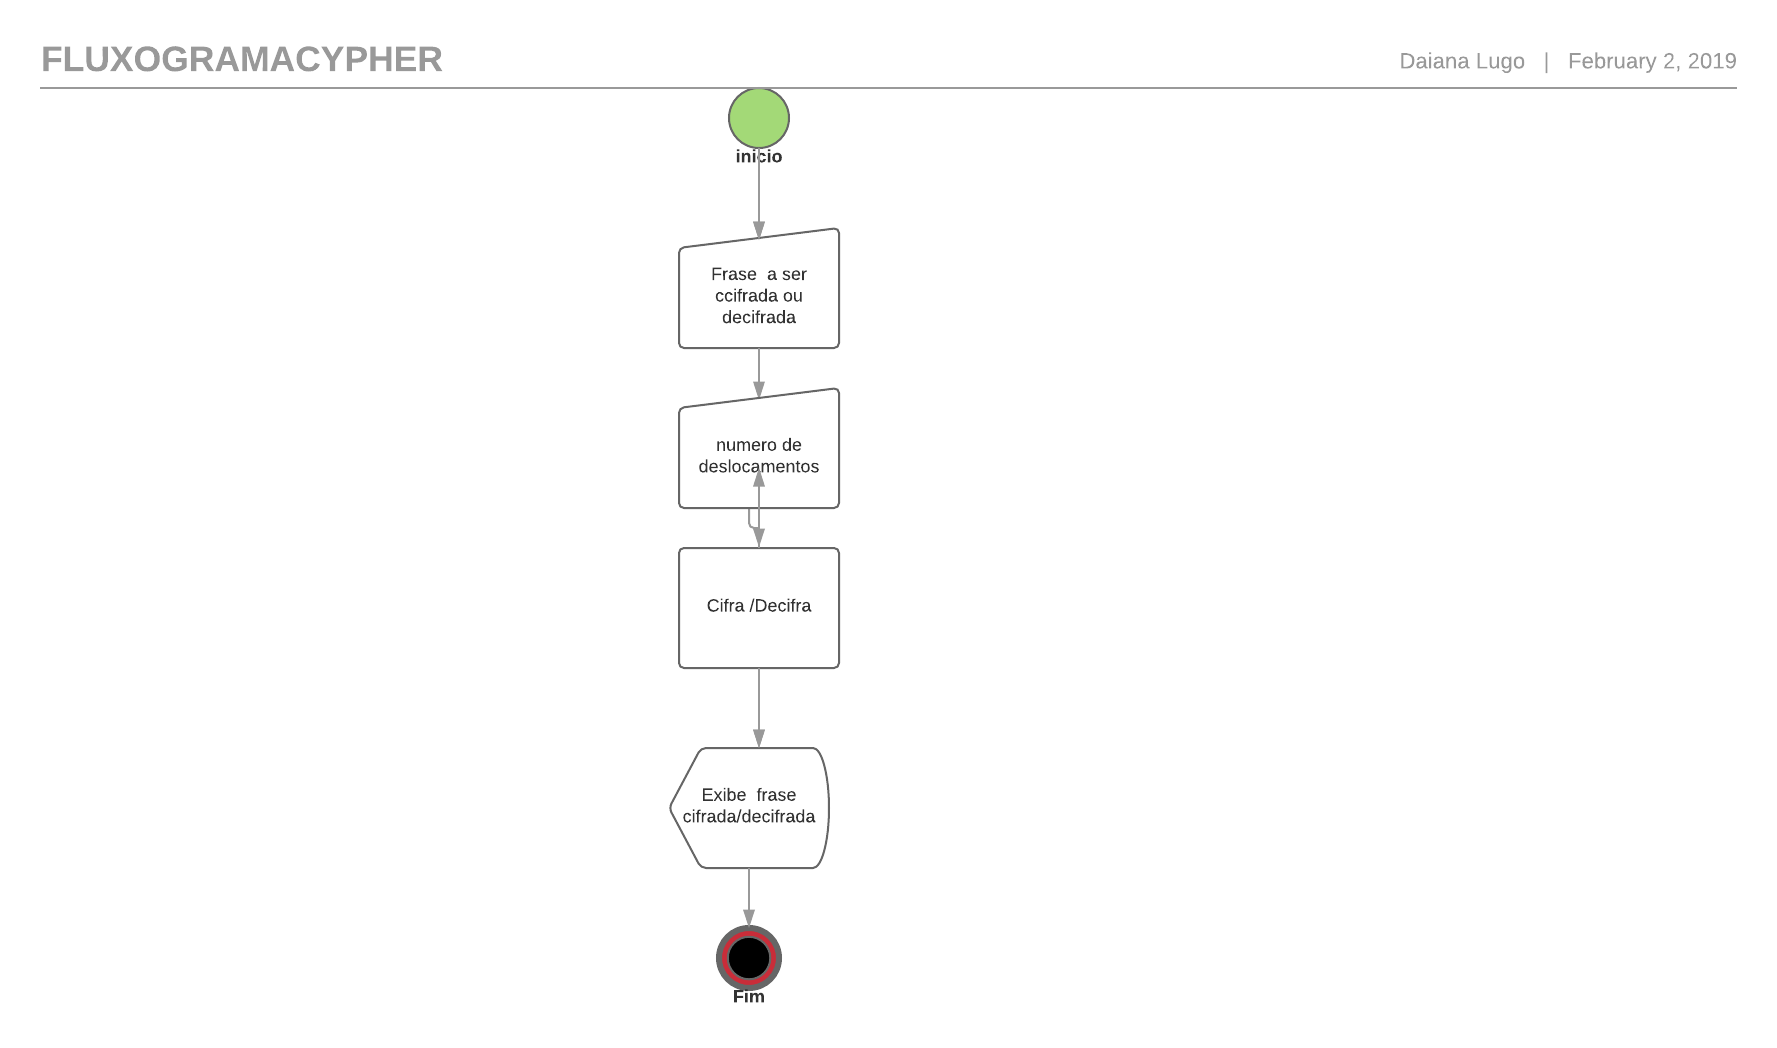 FLUXOGRAMACYPHER
Daiana Lugo | February 2, 2019
inicio
Frase a ser
ccifrada ou
decifrada
numero de
deslocamentos
Cifra /Decifra
Exibe frase
cifrada/decifrada
Fim